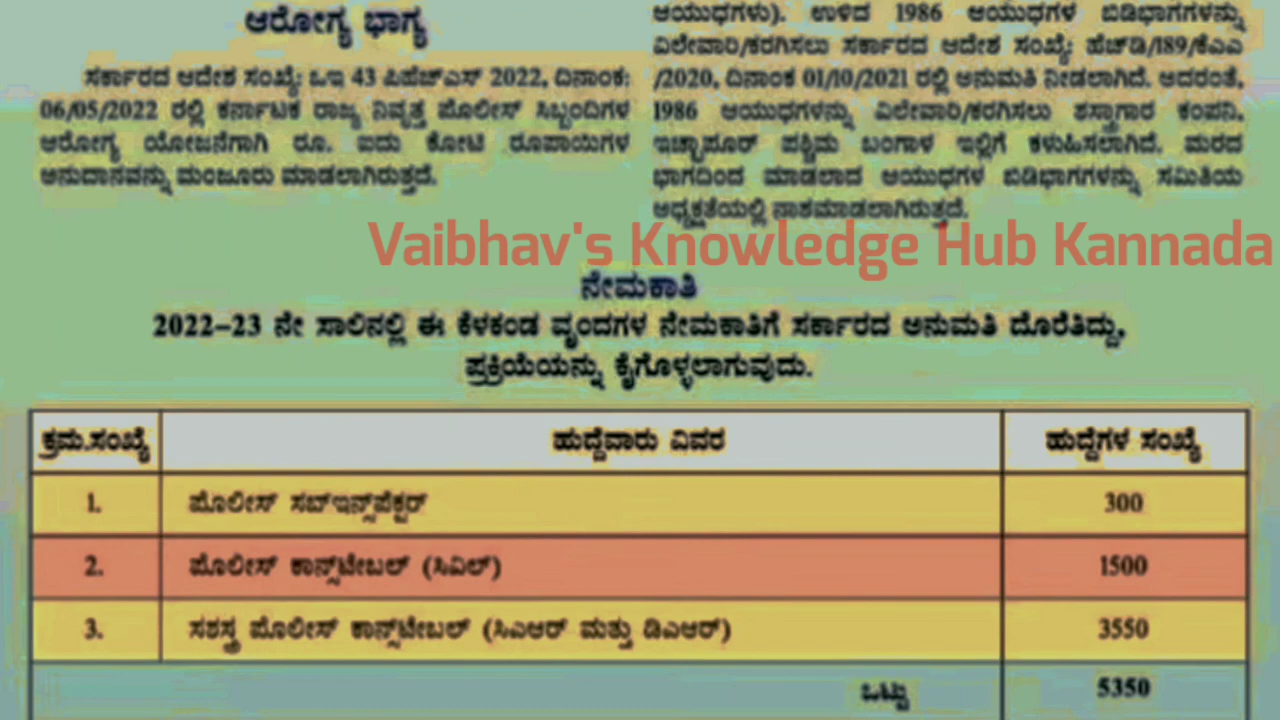 ಆರೋಗ್ಯ ಭಾಗ್ಯ
ಸರ್ಕಾರದ ಆದೇಶ ಸಂಖ್ಯೆ: ಒಇ 43 ಪಿಹೆಚ್ಎಸ್ 2022, ದಿನಾಂಕ:
06/05/2022 ರಲ್ಲಿ ಕರ್ನಾಟಕ ರಾಜ್ಯ ನಿವೃತ್ತ ಪೊಲೀಸ್ ಸಿಬ್ಬಂದಿಗಳ
ಆರೋಗ್ಯ ಯೋಜನೆಗಾಗಿ ರೂ. ಐದು ಕೋಟಿ ರೂಪಾಯಿಗಳ
ಅನುದಾನವನ್ನು ಮಂಜೂರು ಮಾಡಲಾಗಿರುತ್ತದೆ.
ಆಯುಧಗಳು). ಉಳಿದ 1986 ಆಯುಧಗಳ ಬಿಡಿಭಾಗಗಳನ್ನು
ವಿಲೇವಾರಿ/ಕರಗಿಸಲು ಸರ್ಕಾರದ ಆದೇಶ ಸಂಖ್ಯೆ: ಹೆಚ್‌ಡಿ/189/ಕೆಎಎ
/2020, ದಿನಾಂಕ 01/10/2021 ರಲ್ಲಿ ಅನುಮತಿ ನೀಡಲಾಗಿದೆ. ಅದರಂತೆ,
1986 ಆಯುಧಗಳನ್ನು ವಿಲೇವಾರಿ/ಕರಗಿಸಲು ಶಸ್ತ್ರಾಗಾರ ಕಂಪನಿ,
ಇಚ್ಛಾಪೂರ್ ಪಶ್ಚಿಮ ಬಂಗಾಳ ಇಲ್ಲಿಗೆ ಕಳುಹಿಸಲಾಗಿದೆ. ಮರದ
ಭಾಗದಿಂದ ಮಾಡಲಾದ ಆಯುಧಗಳ ಬಿಡಿಭಾಗಗಳನ್ನು ಸಮಿತಿಯ
ಅಧ್ಯಕ್ಷತೆಯಲ್ಲಿ ನಾಶಮಾಡಲಾಗಿರುತ್ತದೆ.
Vaibhav's Knowledge Hub Kannada
ನೇಮಕಾತಿ
2022-23 ನೇ ಸಾಲಿನಲ್ಲಿ ಈ ಕೆಳಕಂಡ ವೃಂದಗಳ ನೇಮಕಾತಿಗೆ ಸರ್ಕಾರದ ಅನುಮತಿ ದೊರೆತಿದ್ದು,
ಪ್ರಕ್ರಿಯೆಯನ್ನು ಕೈಗೊಳ್ಳಲಾಗುವುದು.
ಕ್ರಮ.ಸಂಖ್ಯೆ ಹುದ್ದೆವಾರು ವಿವರ ಹುದ್ದೆಗಳ ಸಂಖ್ಯೆ
1. ಪೊಲೀಸ್ ಸಬ್‌ಇನ್ಸ್‌ಪೆಕ್ಟರ್ 300
2. ಪೊಲೀಸ್ ಕಾನ್ಸ್‌ಟೇಬಲ್ (ಸಿವಿಲ್) 1500
3. ಸಶಸ್ತ್ರ ಪೊಲೀಸ್ ಕಾನ್ಸ್‌ಟೇಬಲ್ (ಸಿಎಆರ್ ಮತ್ತು ಡಿಎಆರ್) 3550
ಒಟ್ಟು 5350